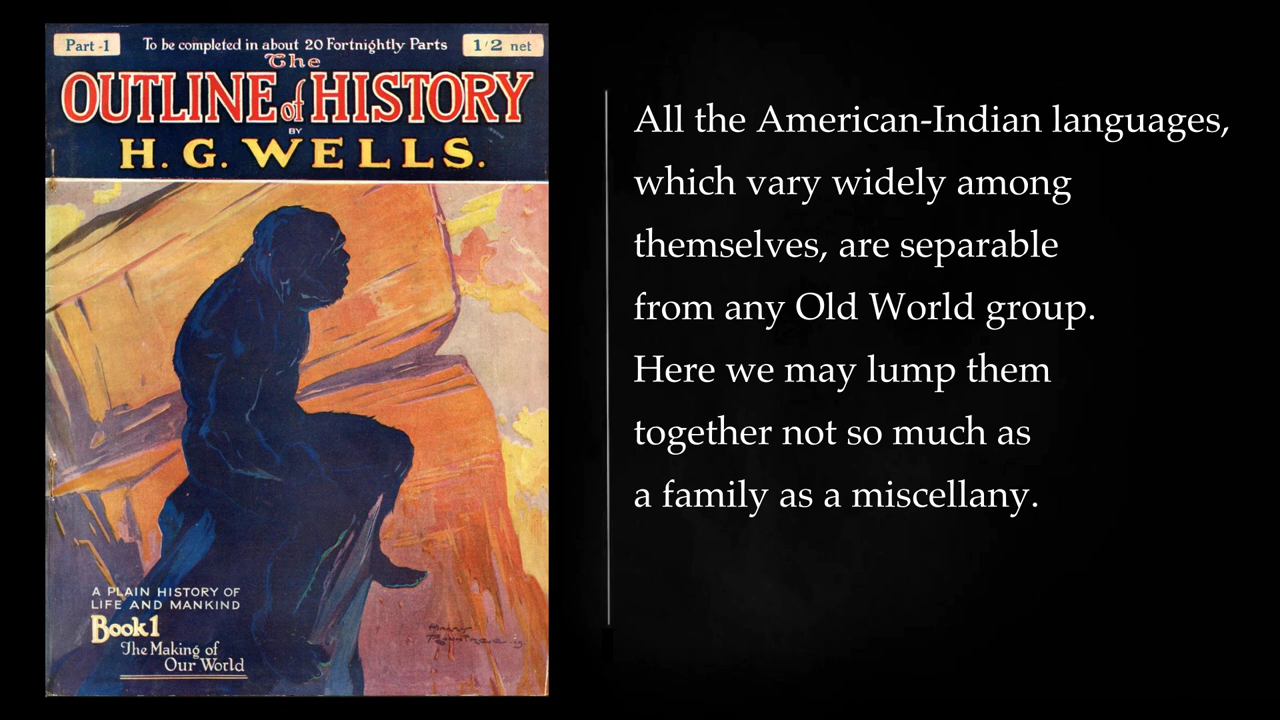 Part -1
To be completed in about 20 Fortnightly Parts
1/2 net
The
OUTLINE of HISTORY
BY
H. G. WELLS.
A PLAIN HISTORY OF
LIFE AND MANKIND
Book 1
The Making of
Our World
All the American-Indian languages,
which vary widely among
themselves, are separable
from any Old World group.
Here we may lump them
together not so much as
a family as a miscellany.